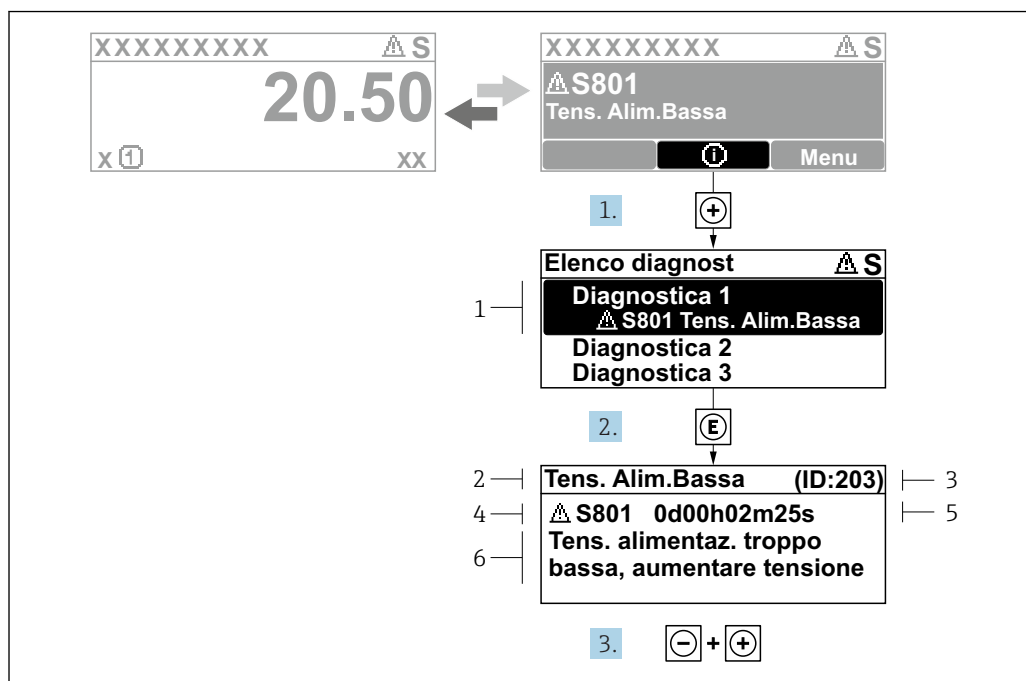 XXXXXXXXX ⚠ S
20.50
X ① XX
XXXXXXXXX ⚠ S
⚠ S801
Tens. Alim.Bassa
ⓘ Menu
1. +
Elenco diagnost ⚠ S
1
Diagnostica 1
⚠ S801 Tens. Alim.Bassa
Diagnostica 2
Diagnostica 3
2. E
2 Tens. Alim.Bassa (ID:203) 3
4 ⚠ S801 0d00h02m25s 5
6
Tens. alimentaz. troppo
bassa, aumentare tensione
3. - + +